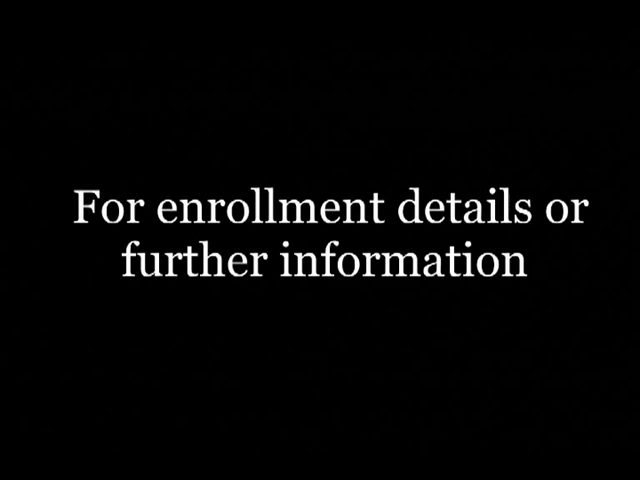 For enrollment details or
further information